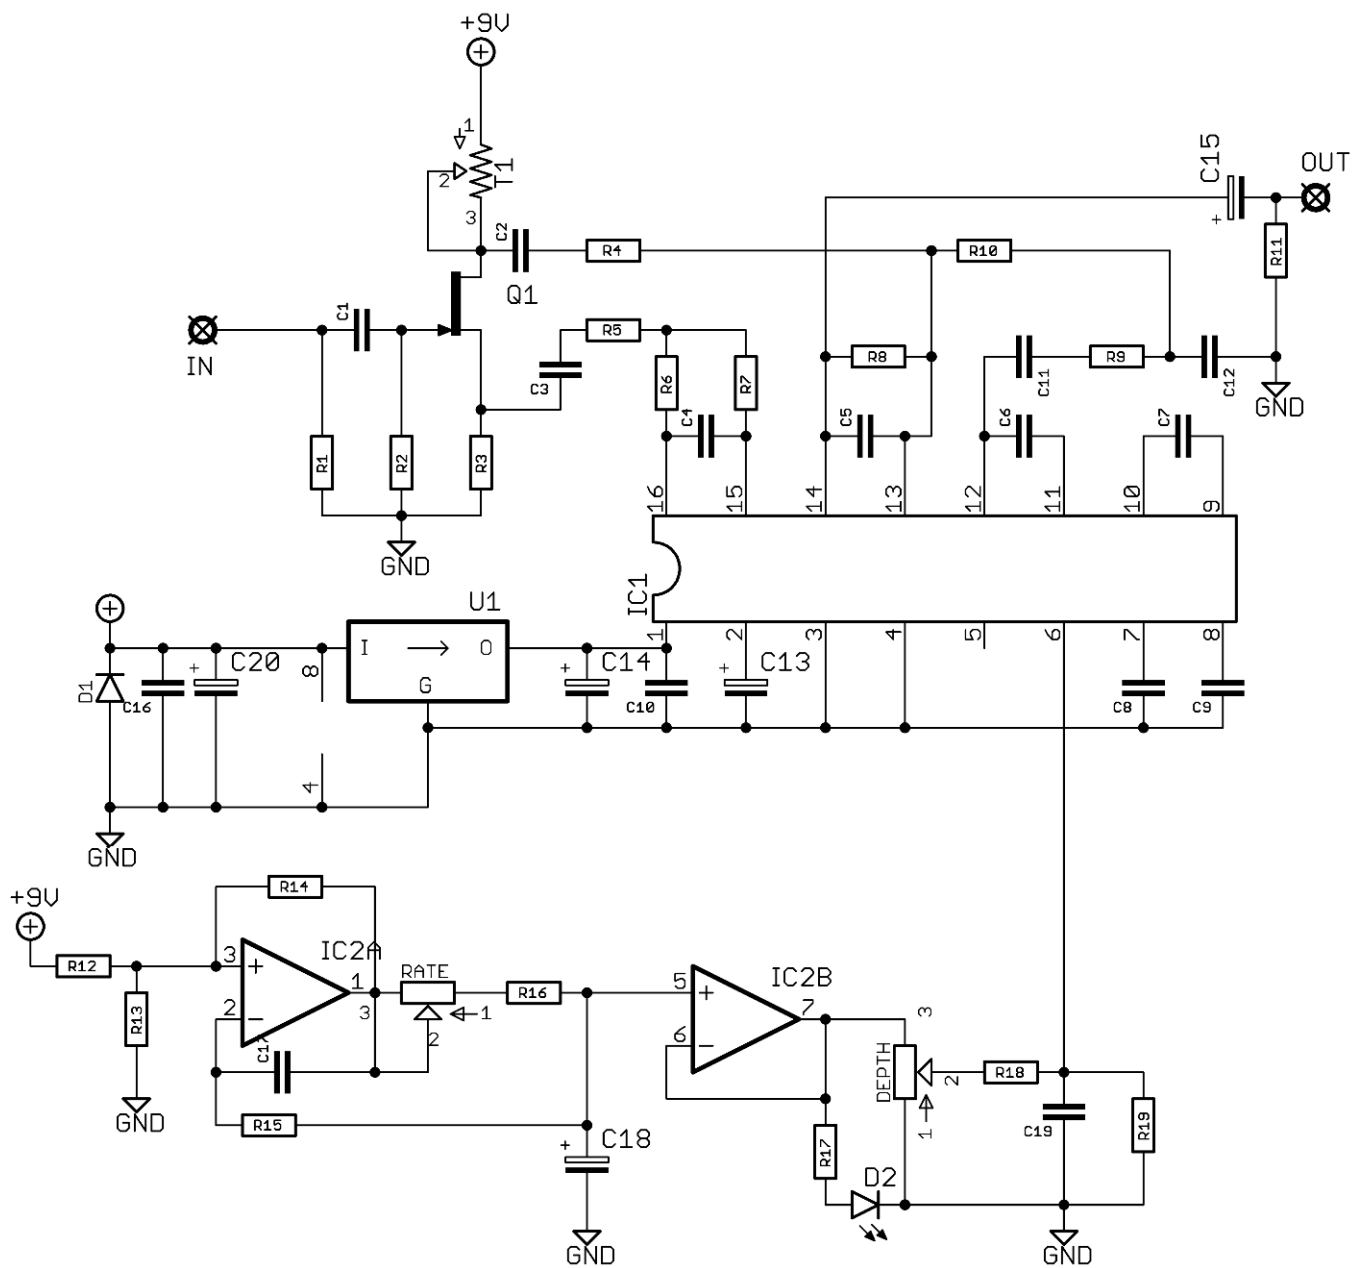 +9V
1
2
T1
3
C15
OUT
+
C2
R4
R10
R11
Q1
C1
IN
R5
C3
R6
R7
R8
C11
R9
C12
GND
C4
C5
C6
C7
R1
R2
R3
16
15
14
13
12
11
10
9
GND
IC1
1
2
3
4
5
6
7
8
U1
I
O
G
D1
C16
+
C20
8
4
+
C14
C10
+
C13
C8
C9
GND
+9V
R14
R12
3
+
IC2A
1
RATE
R16
5
+
IC2B
7
3
R13
2
-
3
1
2
6
-
DEPTH
2
R18
C17
1
C19
R19
GND
R15
+
C18
R17
D2
GND
GND